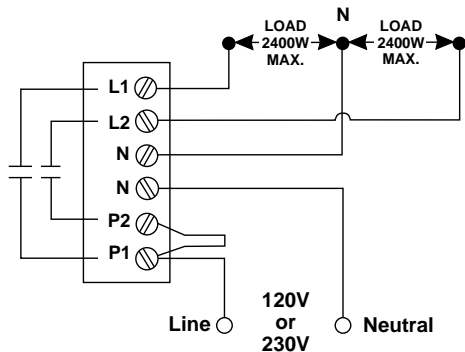 N
LOAD
2400W
MAX.
LOAD
2400W
MAX.
L1
L2
N
N
P2
P1
Line
120V
or
230V
Neutral